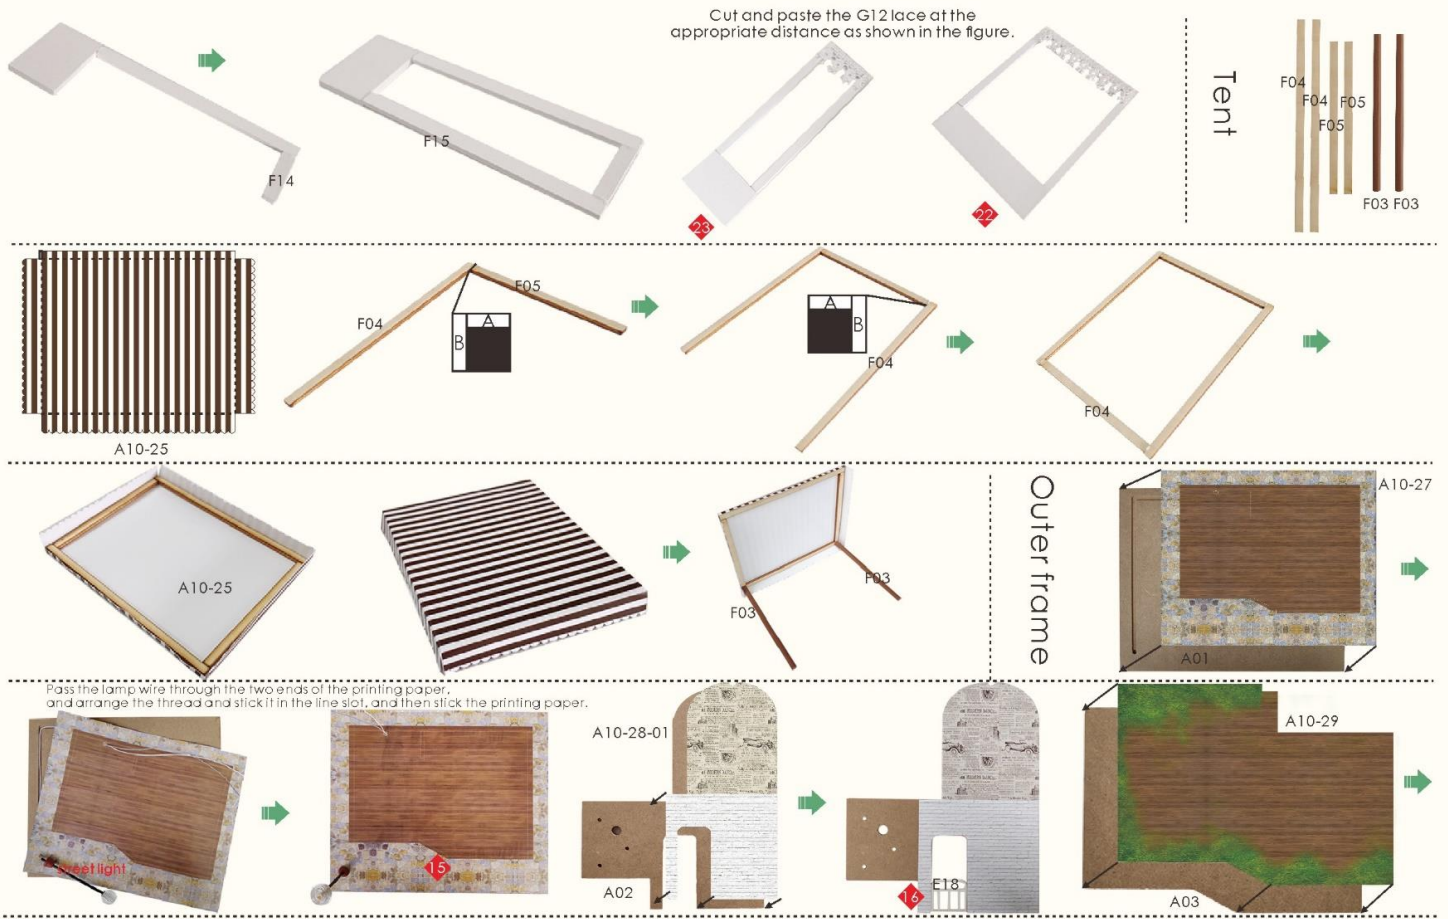 Cut and paste the G12 lace at the
appropriate distance as shown in the figure.
F14
F15
23
22
Tent
F04
F04
F05
F05
F03 F03
A10-25
F04
F05
A
B
A
B
F04
F04
A10-25
F03
F03
Outer frame
A10-27
A01
Pass the lamp wire through the two ends of the printing paper,
and arrange the thread and stick it in the line slot, and then stick the printing paper.
Street light
15
A10-28-01
A02
16
E18
A10-29
A03